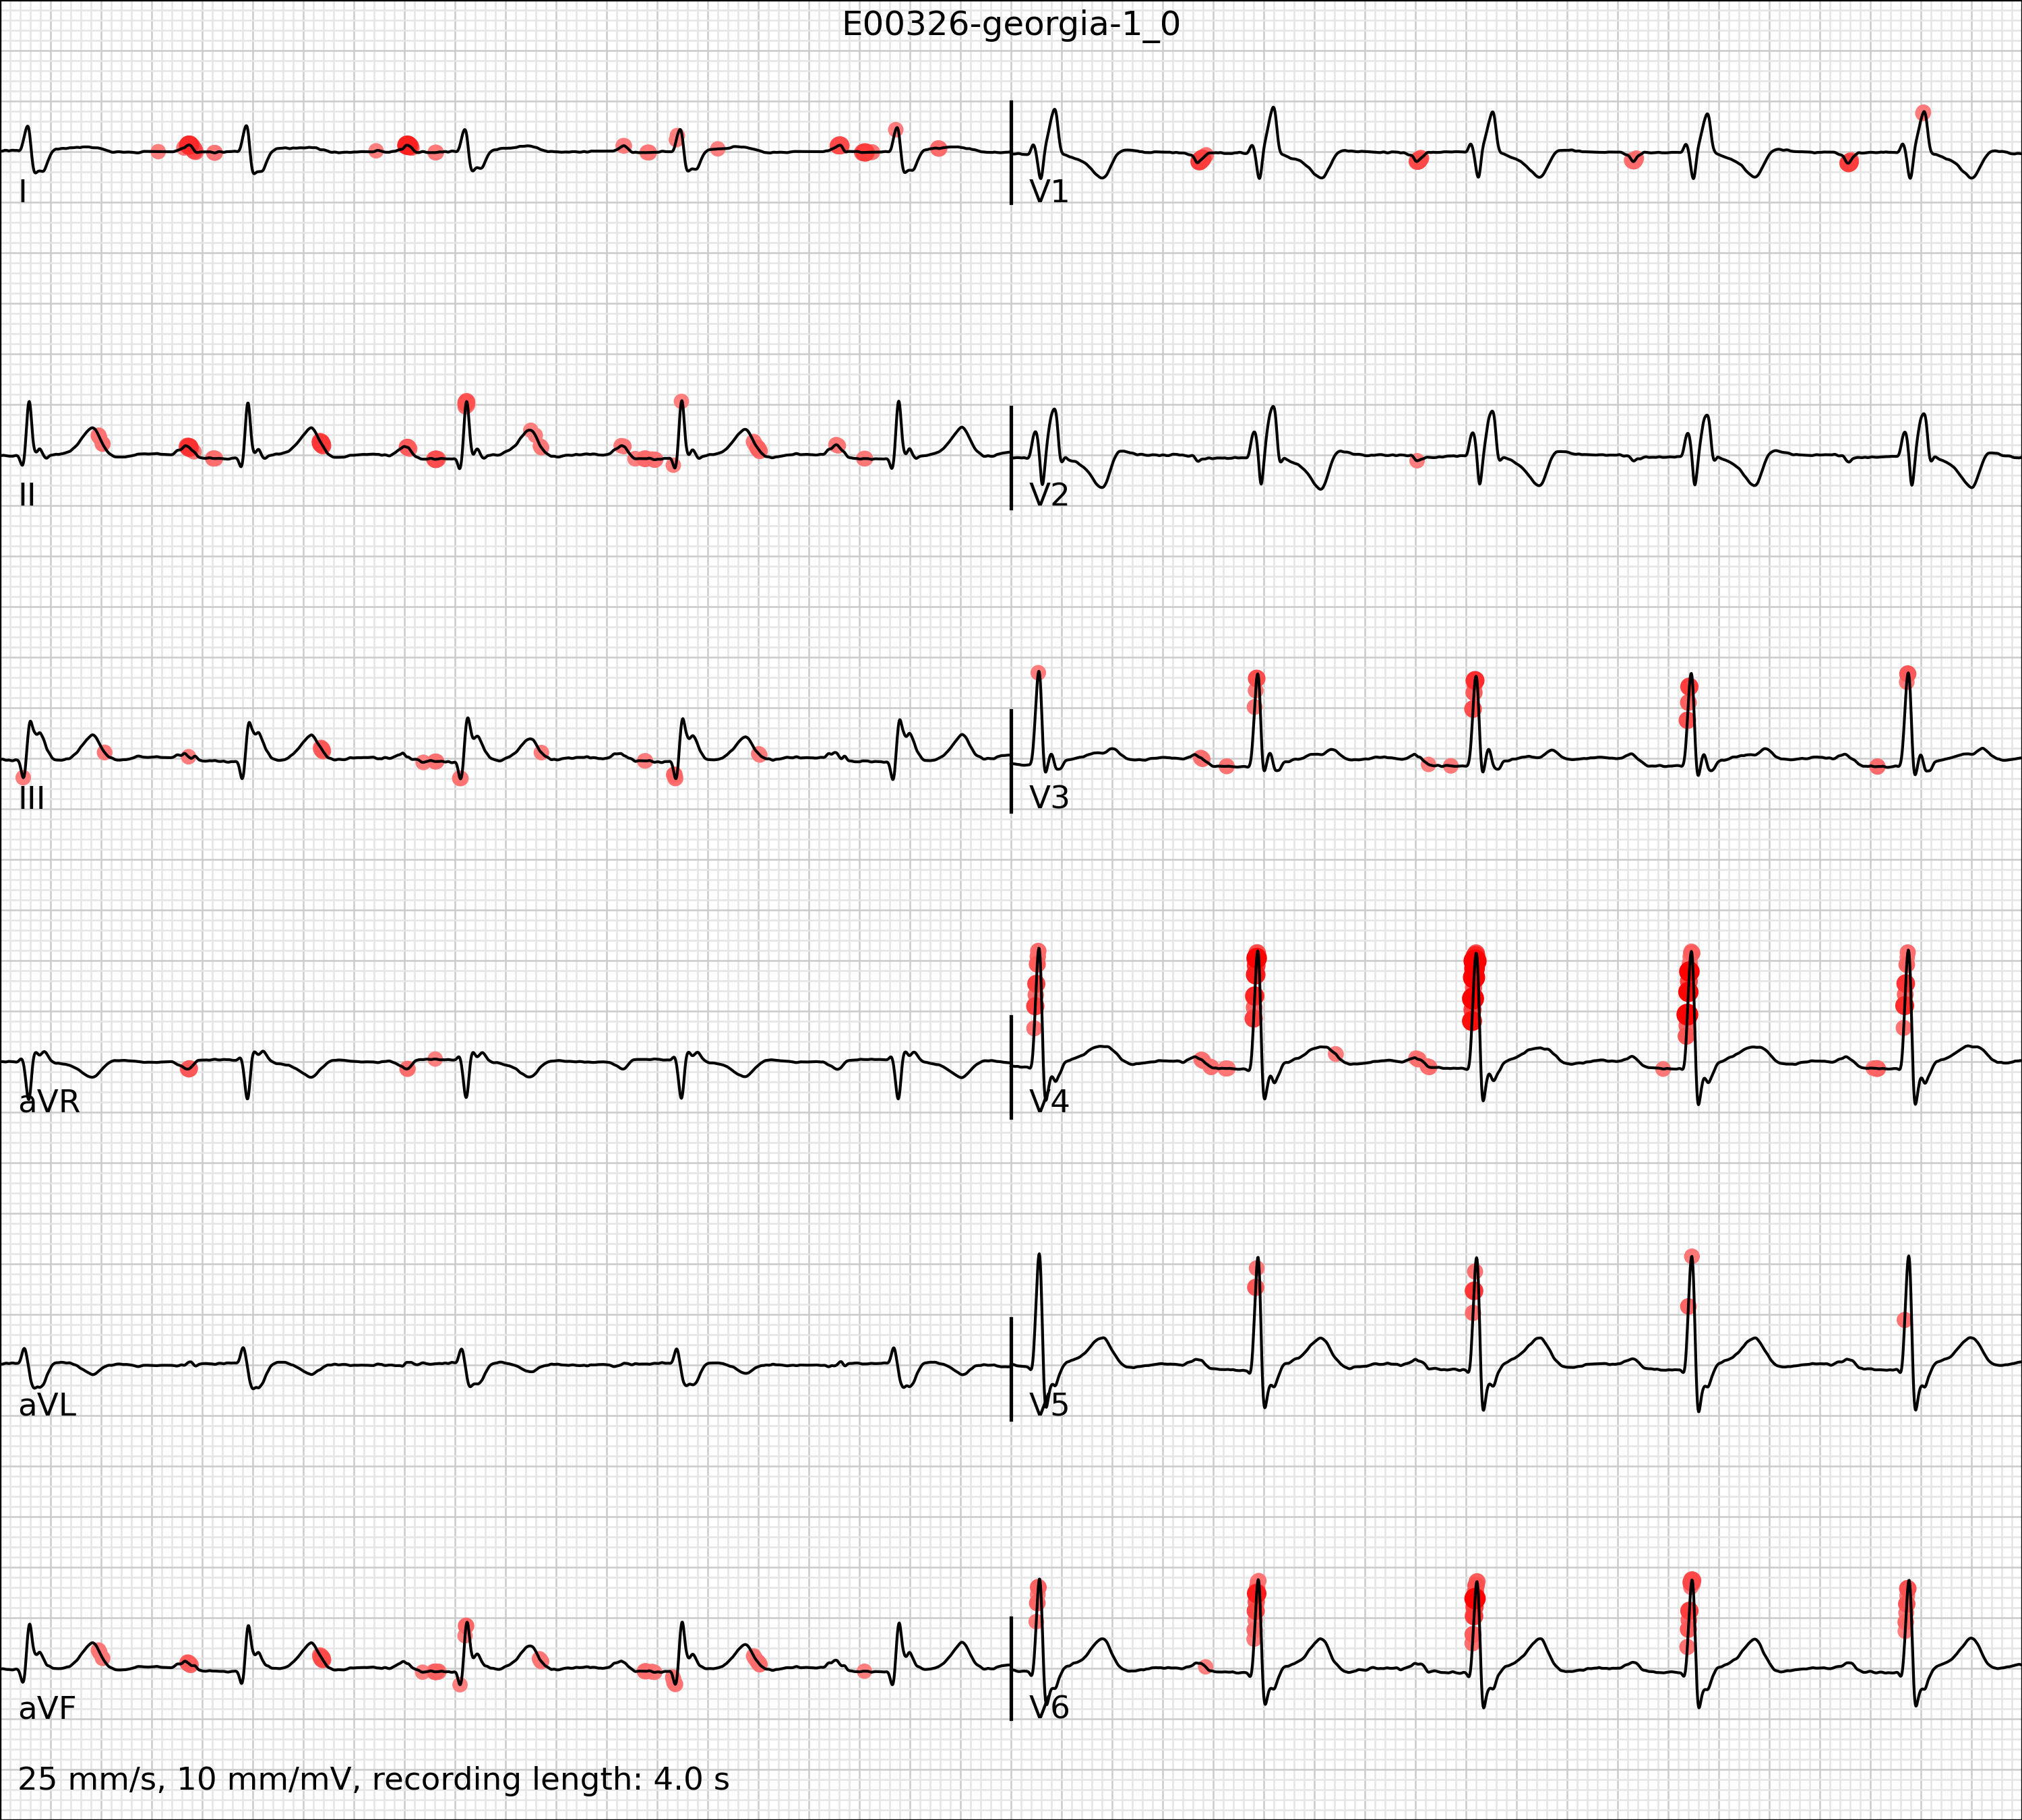 E00326-georgia-1_0
I
V1
II
V2
III
V3
aVR
V4
aVL
V5
aVF
V6
25 mm/s, 10 mm/mV, recording length: 4.0 s